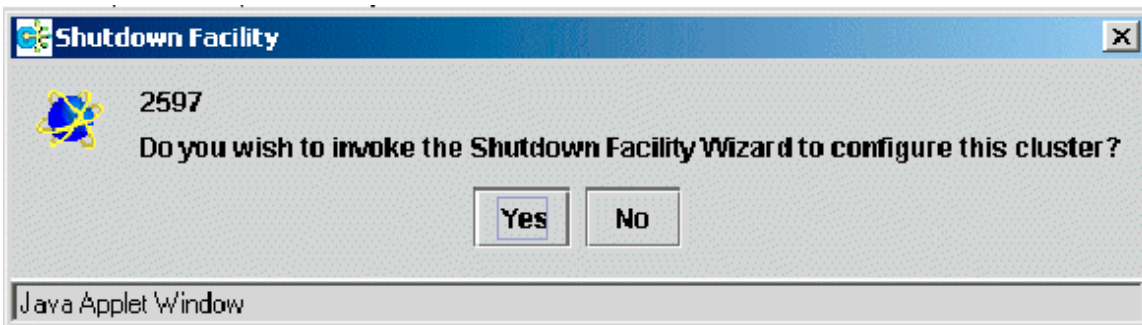 Shutdown Facility
2597
Do you wish to invoke the Shutdown Facility Wizard to configure this cluster?
Yes
No
Java Applet Window